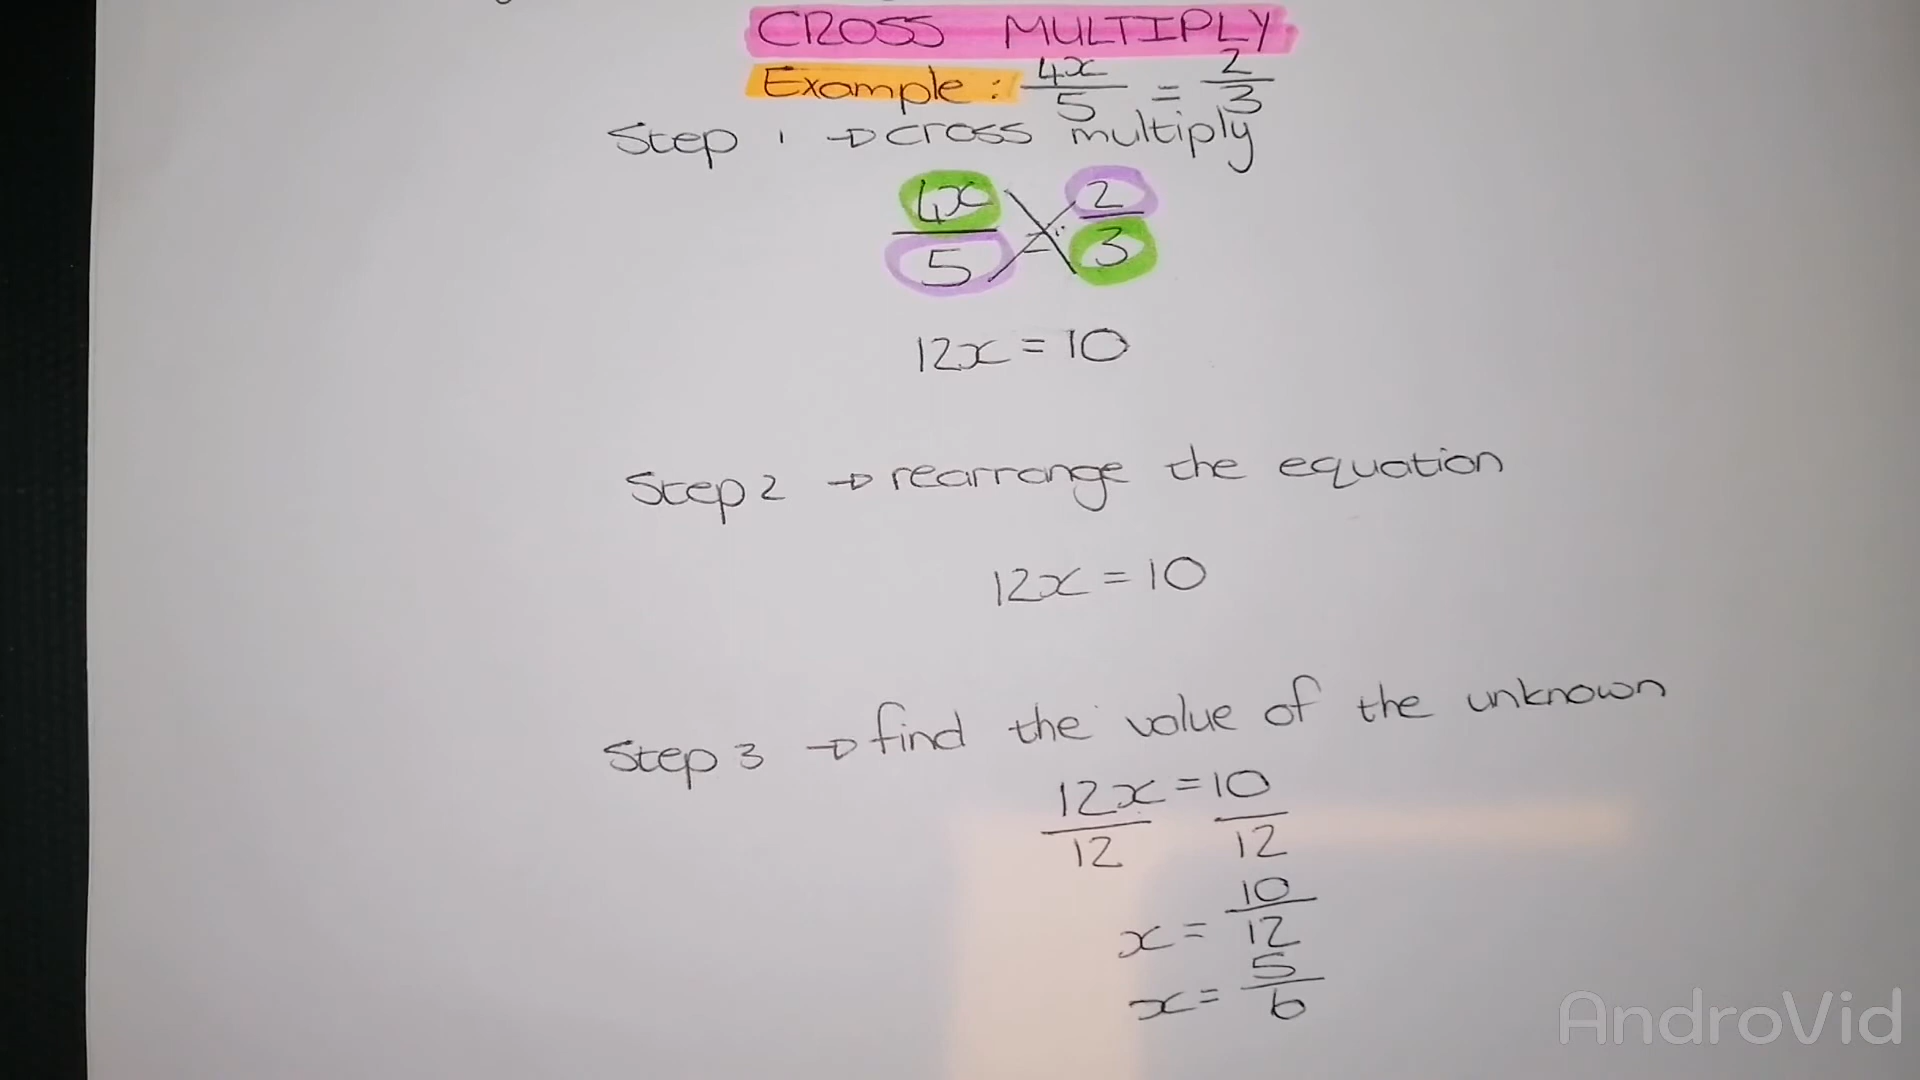 CROSS MULTIPLY
Example: 4x/5 = 2/3
Step 1 → cross multiply
4x/5 = 2/3
12x = 10
Step 2 → rearrange the equation
12x = 10
Step 3 → find the value of the unknown
12x/12 = 10/12
x = 10/12
x = 5/6
AndroVid